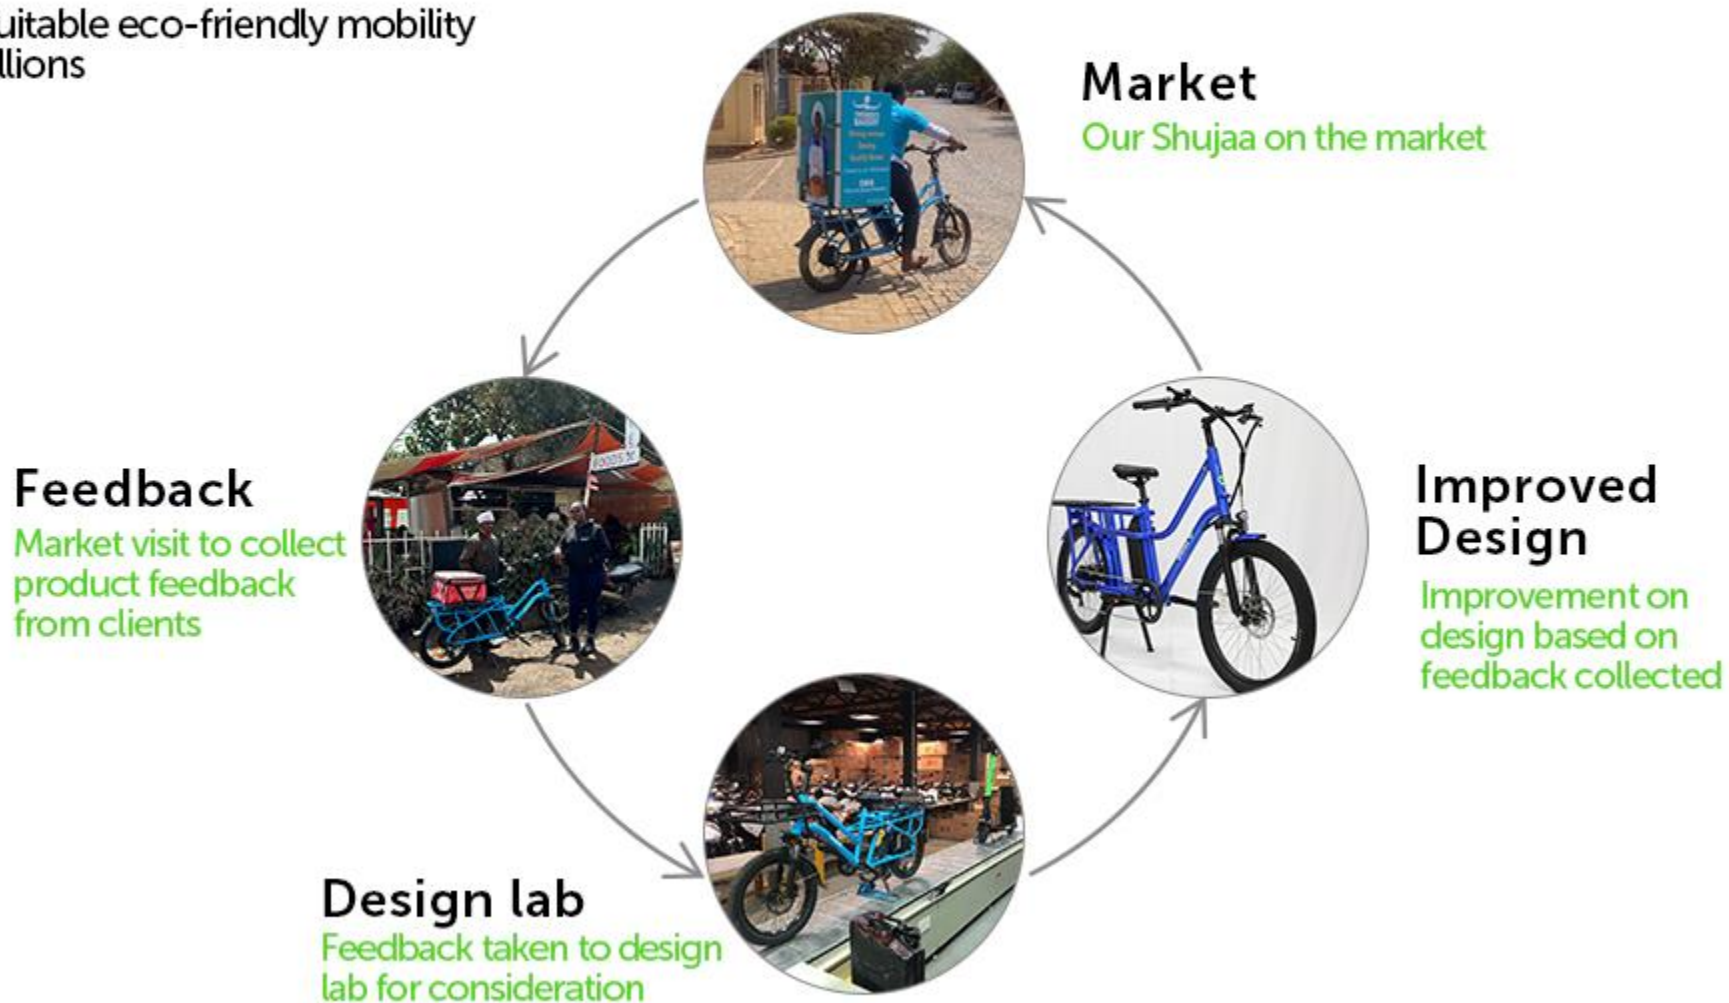 uitable eco-friendly mobility
llions
Market
Our Shujaa on the market
Feedback
Market visit to collect
product feedback
from clients
Improved
Design
Improvement on
design based on
feedback collected
Design lab
Feedback taken to design
lab for consideration